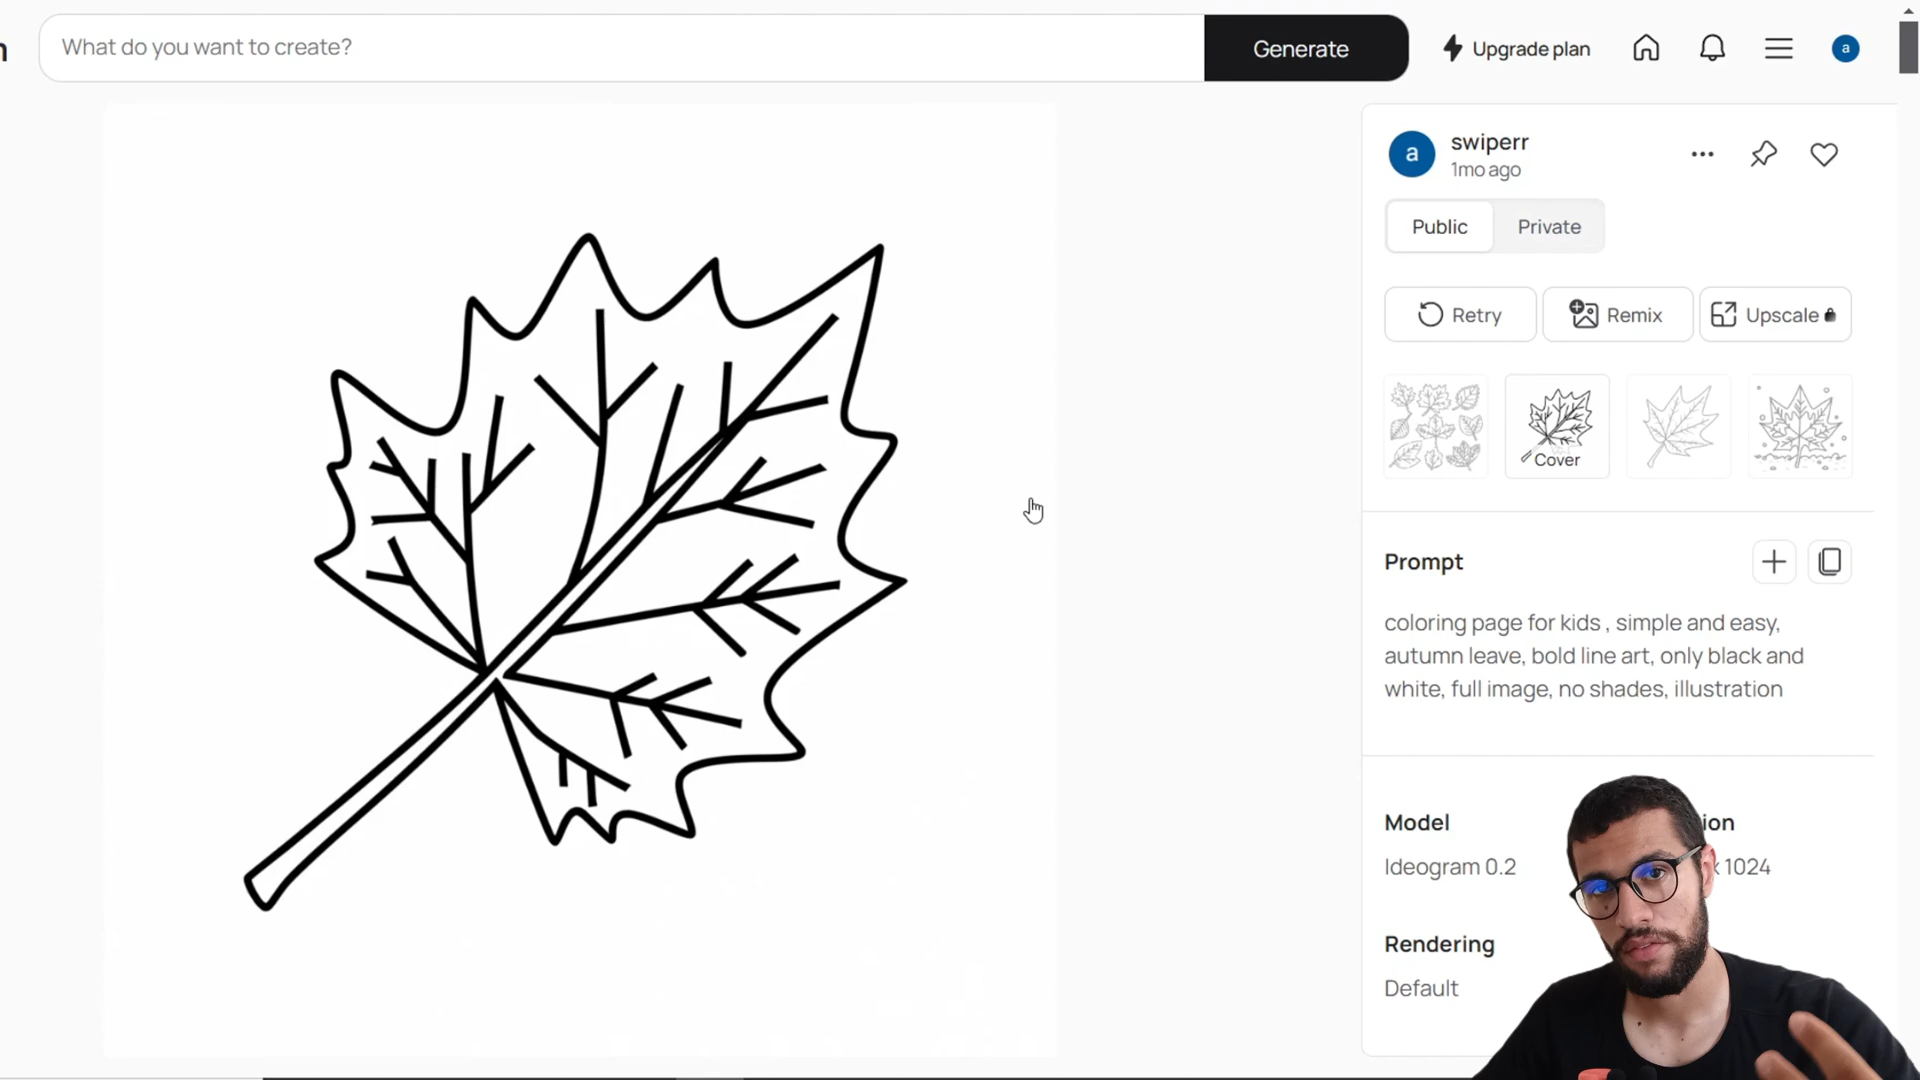 What do you want to create?
Generate
Upgrade plan
a
a
swiperr
1mo ago
Public
Private
Retry
Remix
Upscale
Cover
Prompt
coloring page for kids , simple and easy,
autumn leave, bold line art, only black and
white, full image, no shades, illustration
Model
ion
Ideogram 0.2
1024
Rendering
Default